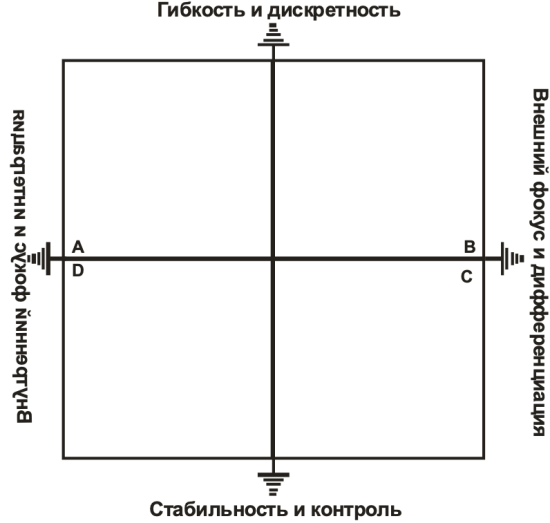 Гибкость и дискретность
Внутренний фокус и интеграция
Внешний фокус и дифференциация
A
B
D
C
Стабильность и контроль